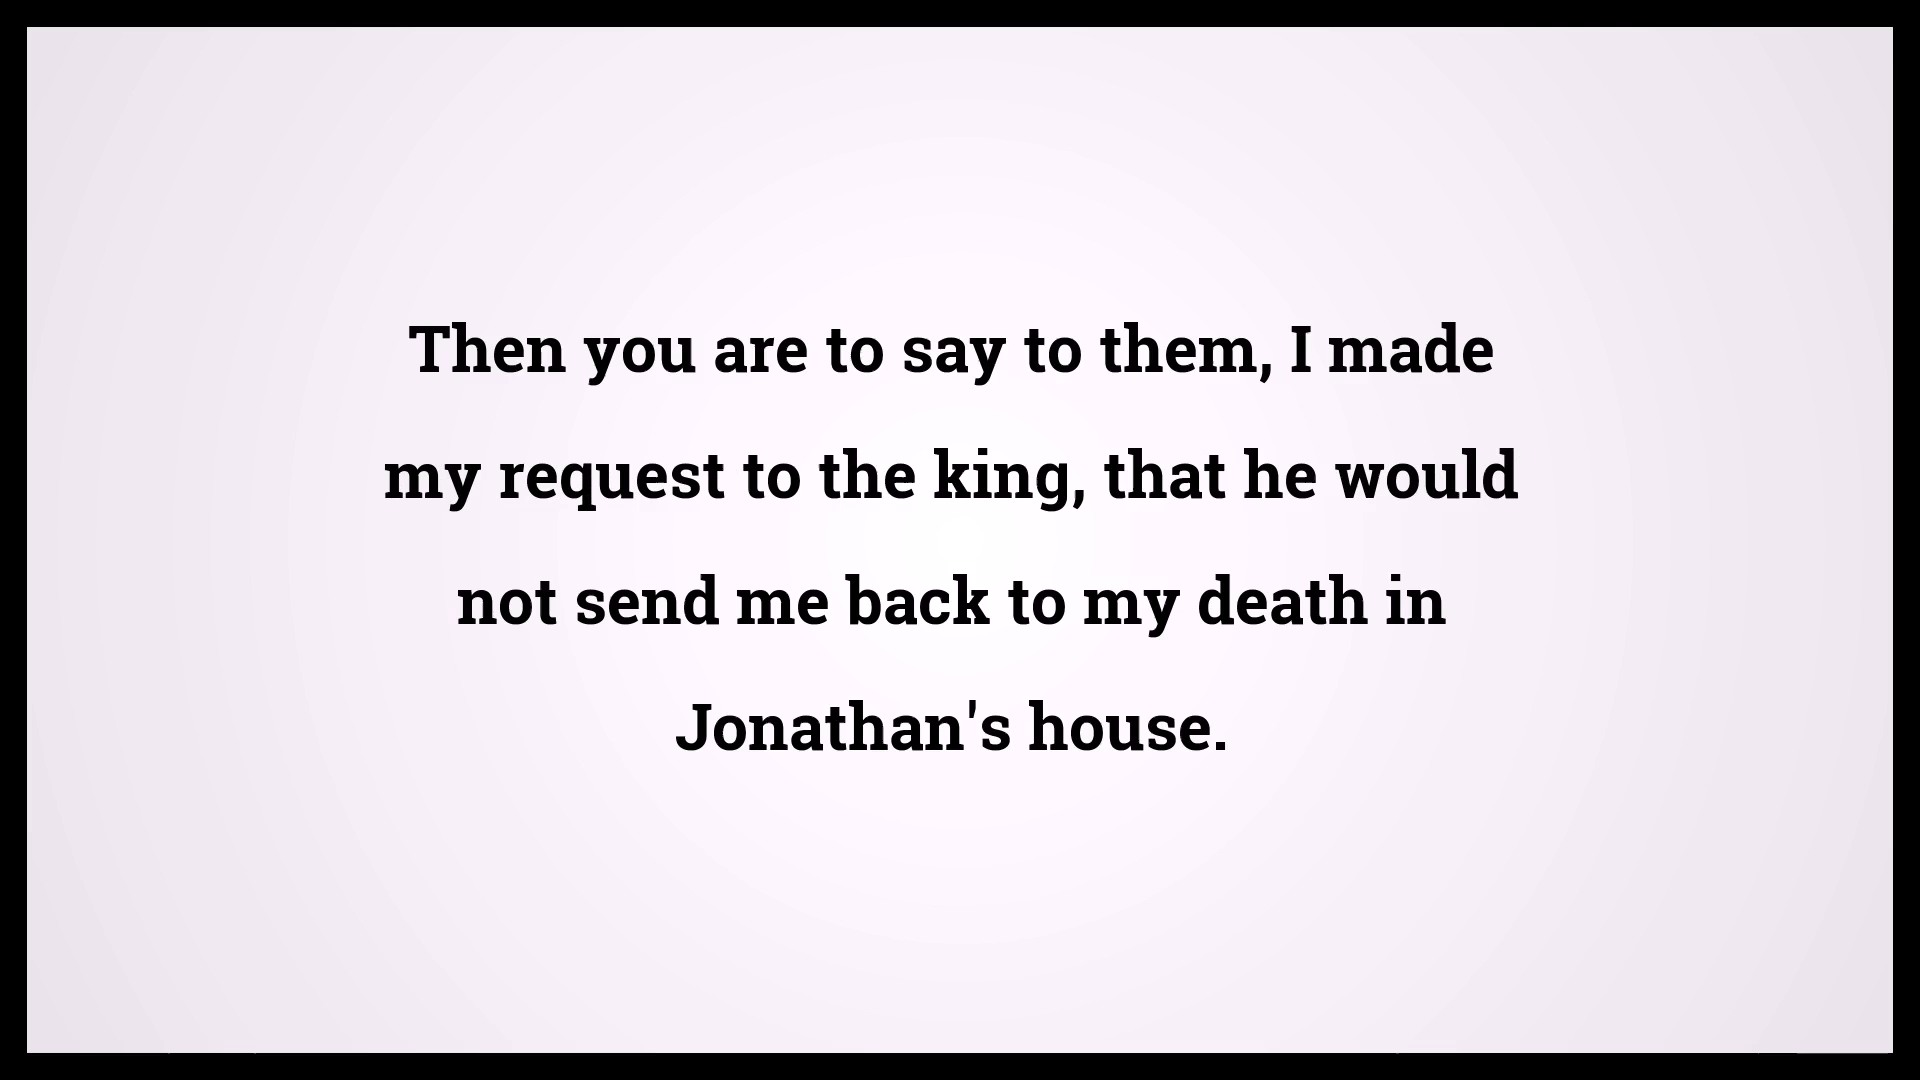 Then you are to say to them, I made
my request to the king, that he would
not send me back to my death in
Jonathan's house.